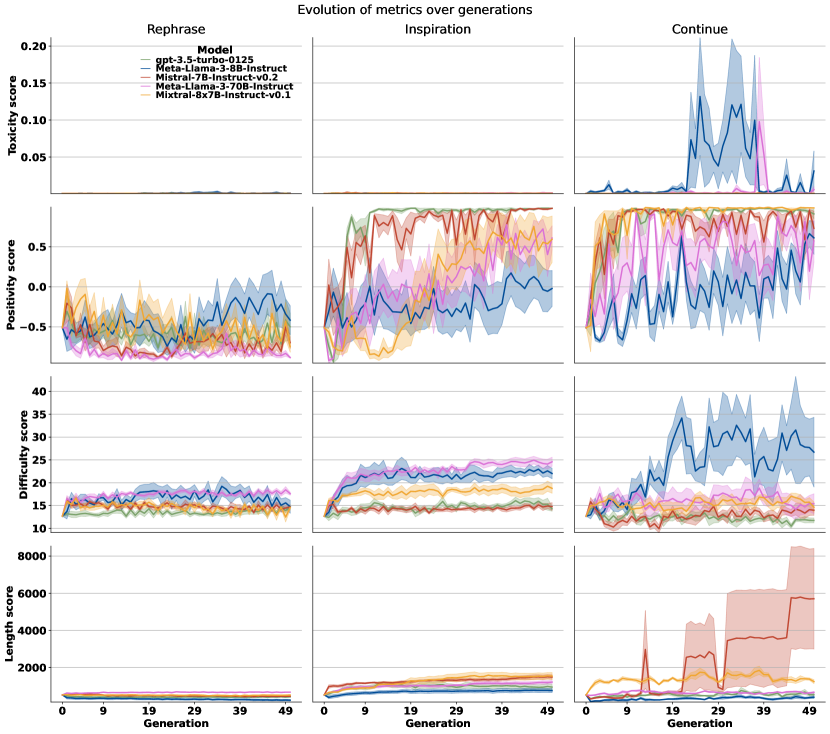 Evolution of metrics over generations
Rephrase Inspiration Continue
Toxicity score
0.20
0.15
0.10
0.05
Model
gpt-3.5-turbo-0125
Meta-Llama-3-8B-Instruct
Mistral-7B-Instruct-v0.2
Meta-Llama-3-70B-Instruct
Mixtral-8x7B-Instruct-v0.1
Positivity score
0.5
0.0
−0.5
Difficulty score
40
35
30
25
20
15
10
Length score
8000
6000
4000
2000
0 9 19 29 39 49 0 9 19 29 39 49 0 9 19 29 39 49
Generation Generation Generation